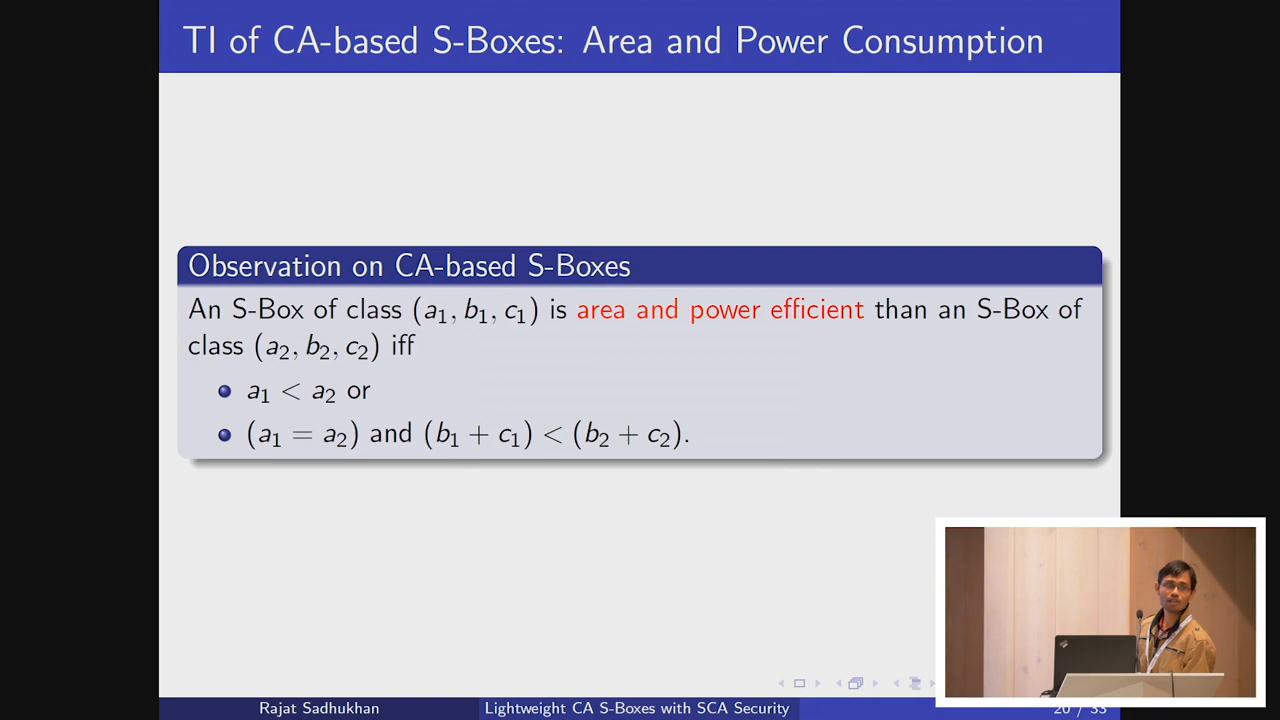 TI of CA-based S-Boxes: Area and Power Consumption
Observation on CA-based S-Boxes
An S-Box of class (a₁, b₁, c₁) is area and power efficient than an S-Box of
class (a₂, b₂, c₂) iff
a₁ < a₂ or
(a₁ = a₂) and (b₁ + c₁) < (b₂ + c₂).
Rajat Sadhukhan
Lightweight CA S-Boxes with SCA Security
20 / 33